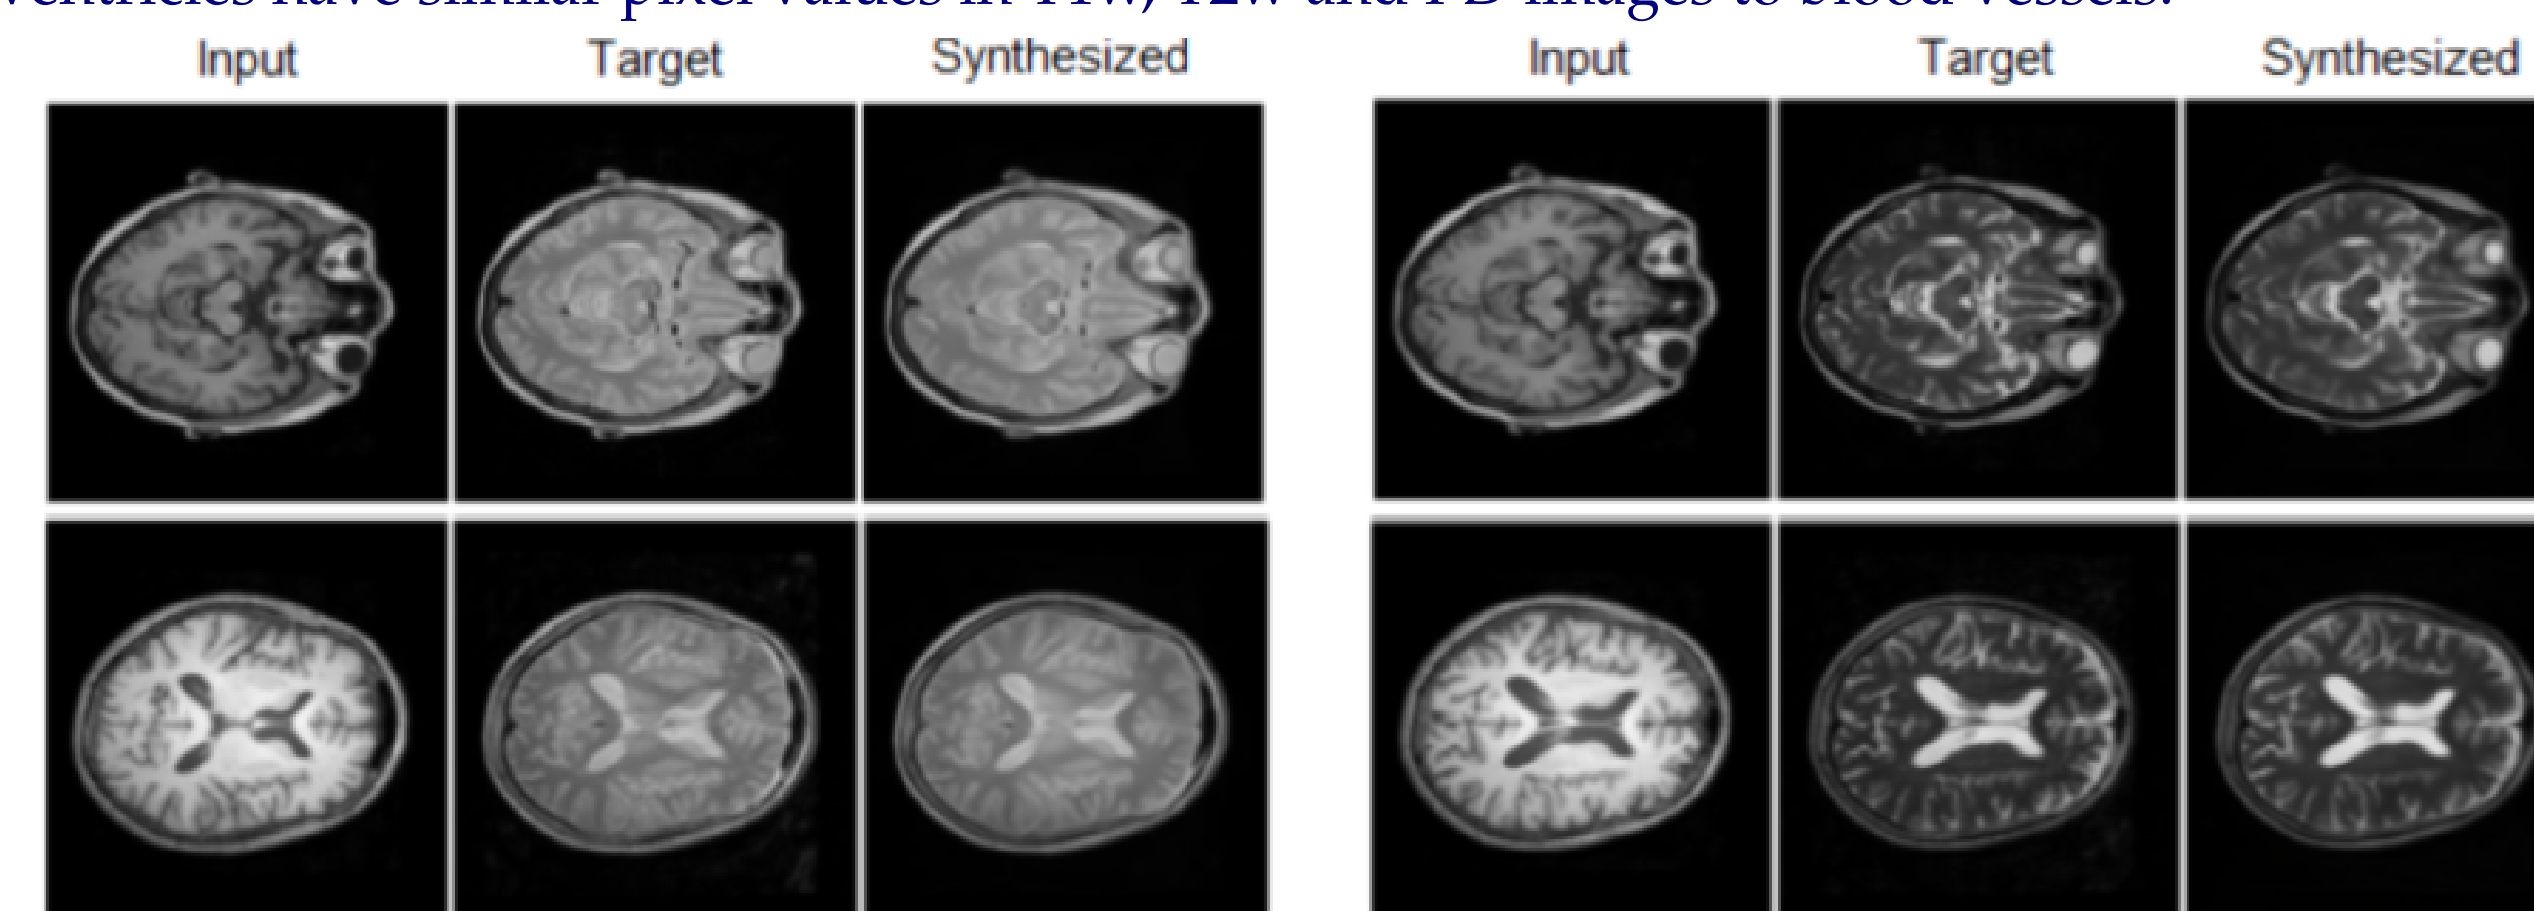 ventricles have similar pixel values in T1w, T2w and PD images to blood vessels.
Input Target Synthesized Input Target Synthesized